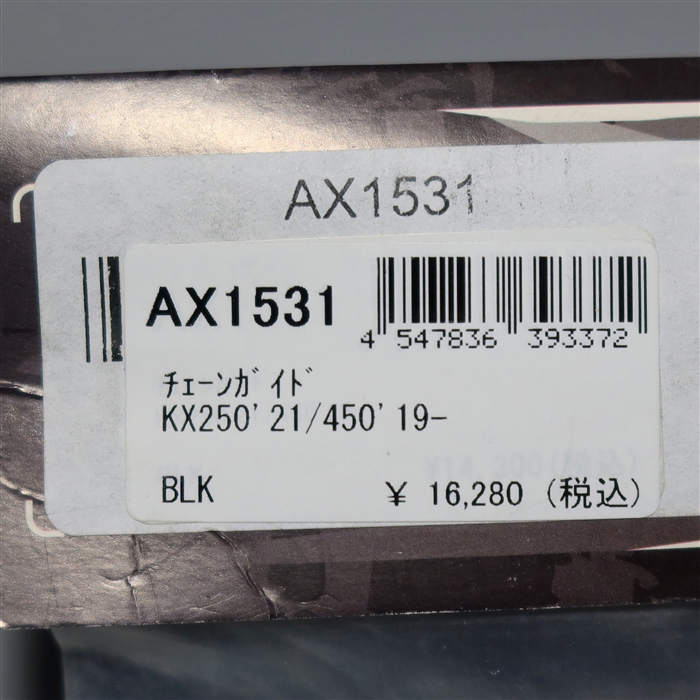 AX1531
AX1531
4 547836 393372
ﾁｪｰﾝｶﾞｲﾄﾞ
KX250'21/450'19-
BLK
¥ 16,280 (税込)